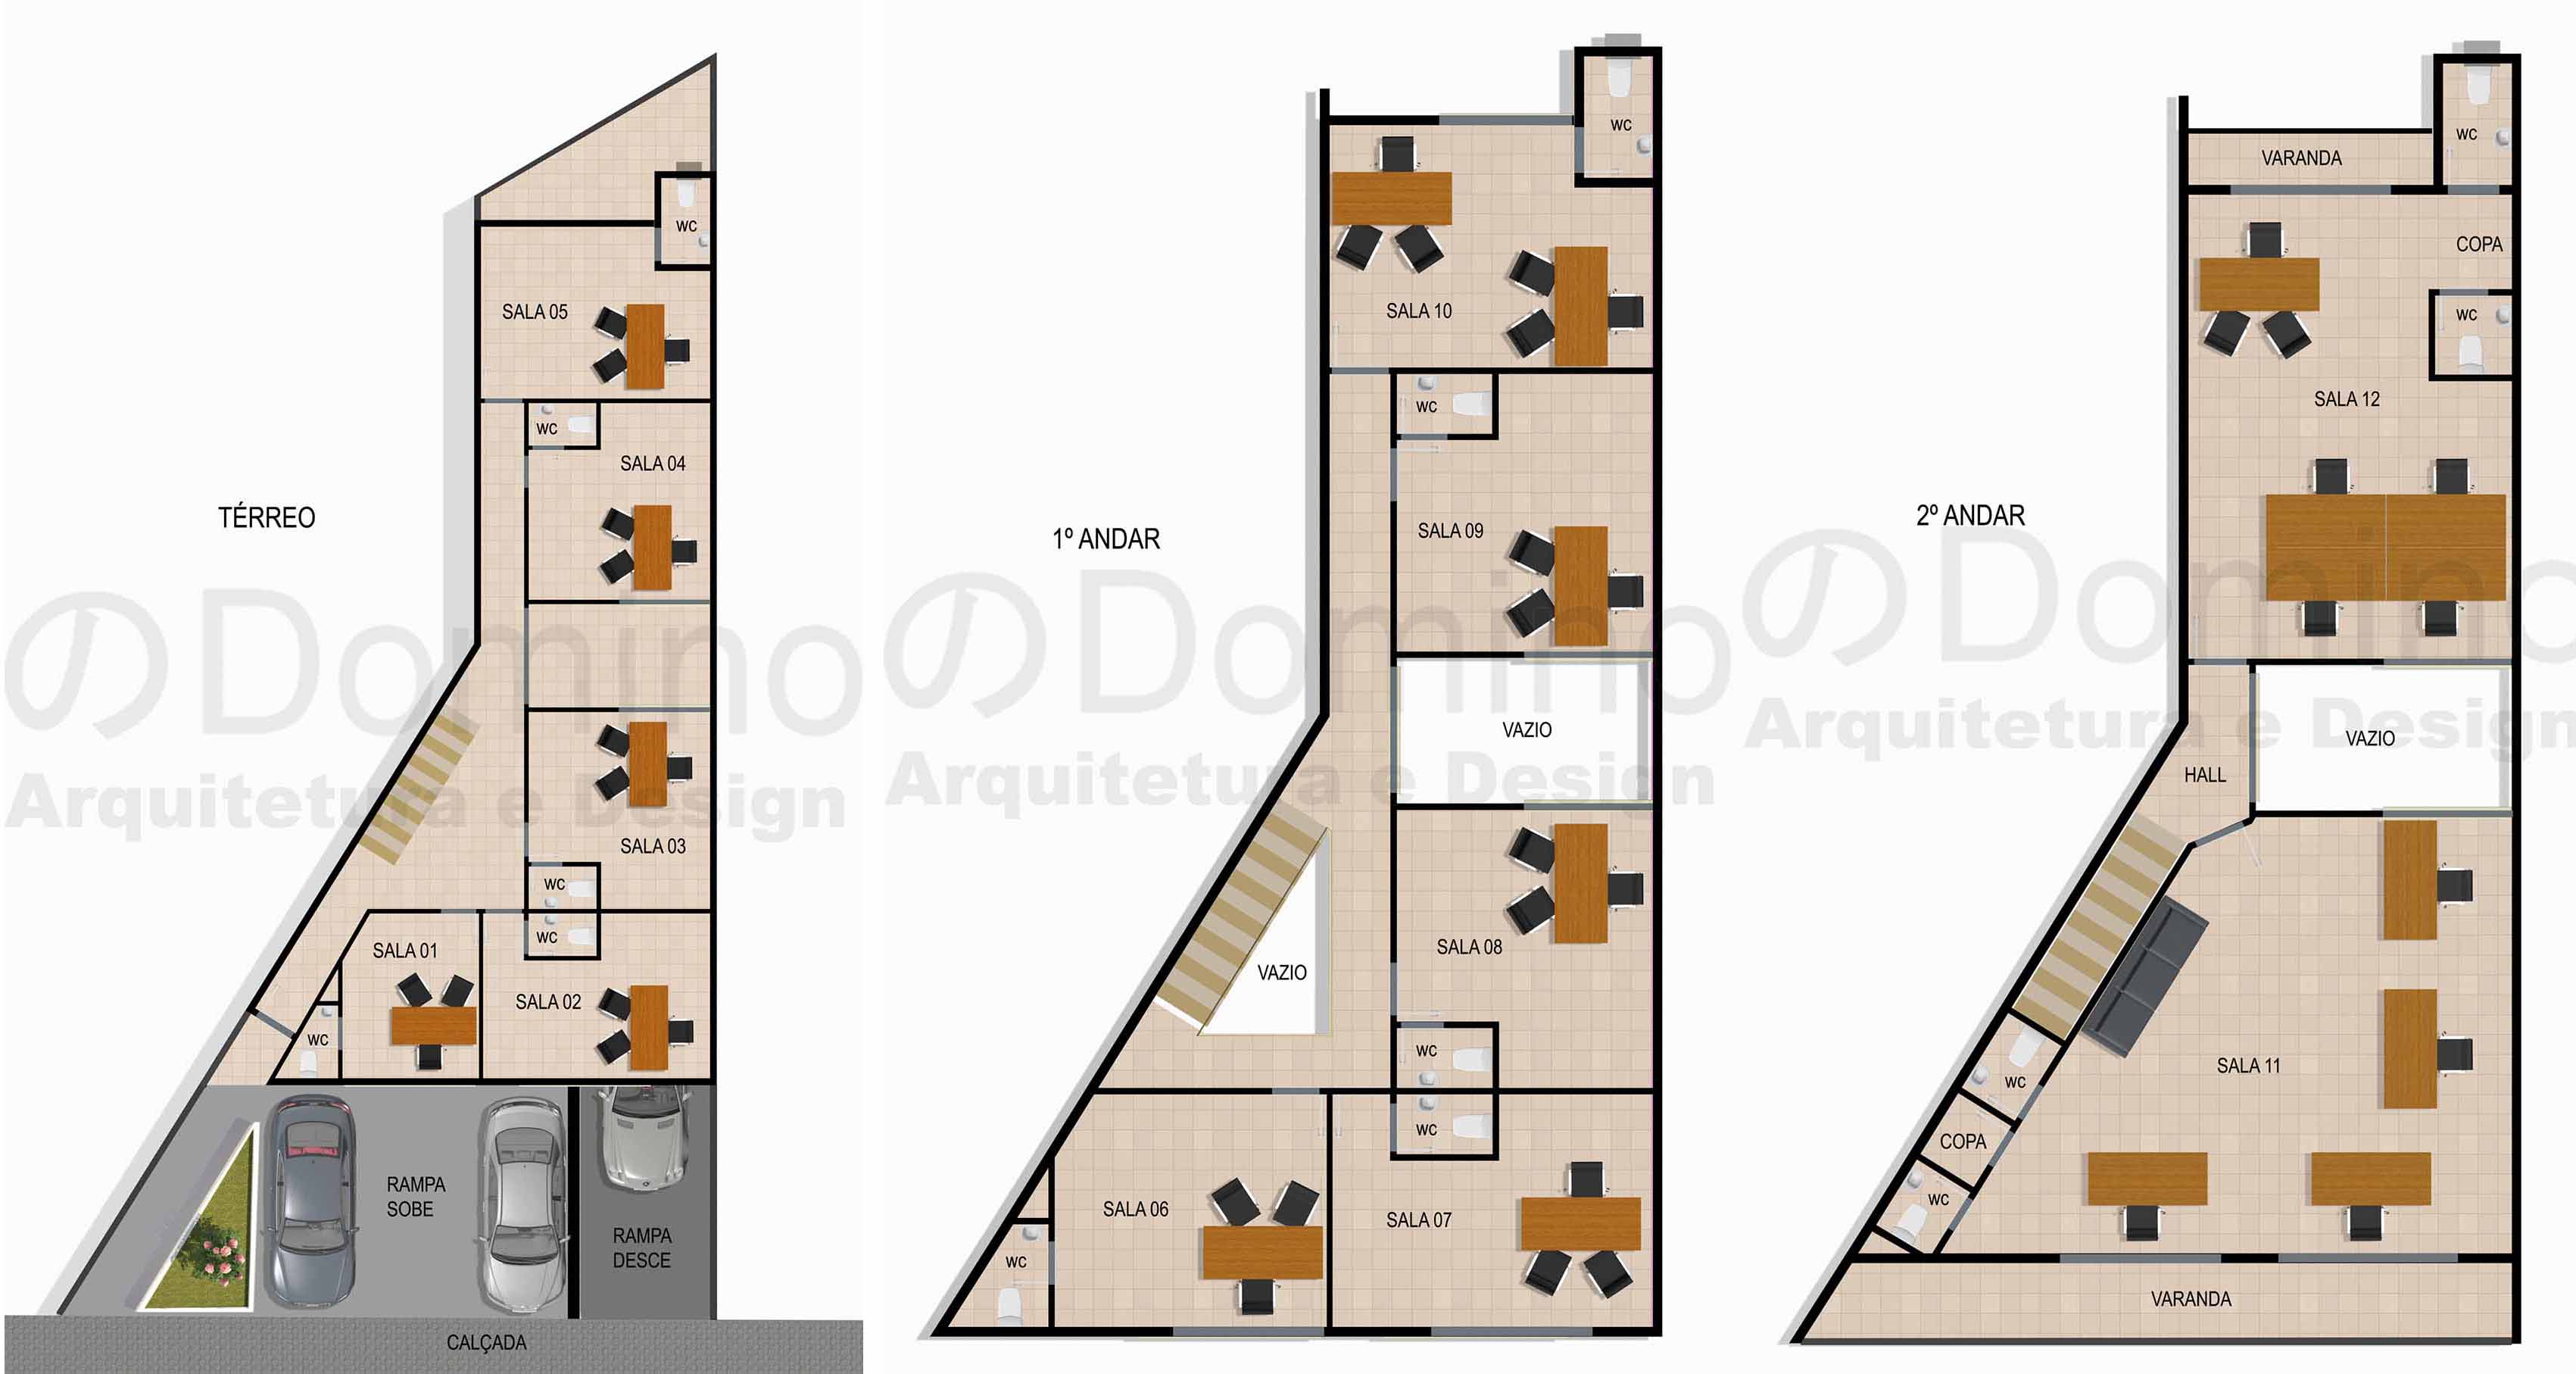 TÉRREO
WC
SALA 05
WC
SALA 04
SALA 03
WC
WC
SALA 01
SALA 02
WC
RAMPA
SOBE
RAMPA
DESCE
CALÇADA
のDomino
Arquitetura e Design
1º ANDAR
WC
SALA 10
WC
SALA 09
VAZIO
SALA 08
VAZIO
WC
WC
SALA 06
SALA 07
WC
のDomino
Arquitetura e Design
2º ANDAR
WC
VARANDA
COPA
WC
SALA 12
VAZIO
HALL
SALA 11
WC
COPA
WC
VARANDA
のDomino
Arquitetura e Design